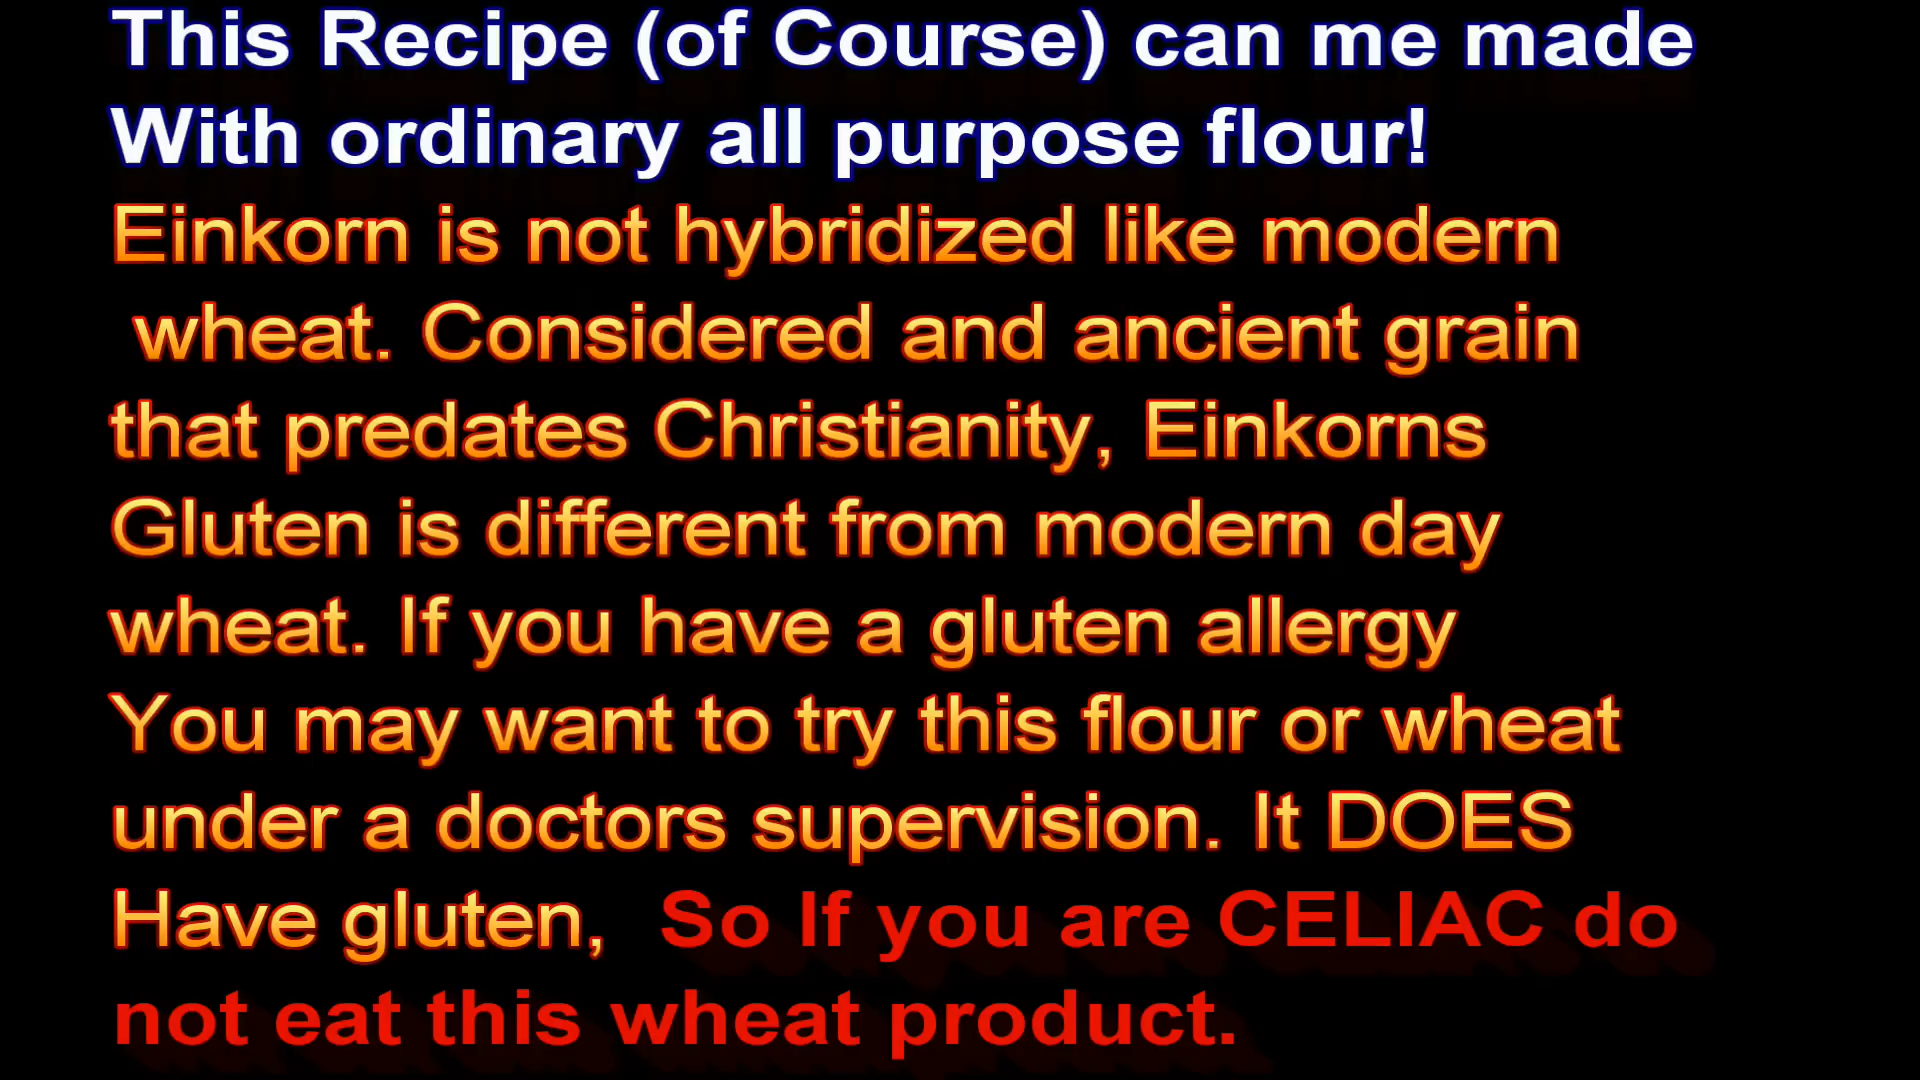 This Recipe (of Course) can me made
With ordinary all purpose flour!
Einkorn is not hybridized like modern
wheat. Considered and ancient grain
that predates Christianity, Einkorns
Gluten is different from modern day
wheat. If you have a gluten allergy
You may want to try this flour or wheat
under a doctors supervision. It DOES
Have gluten, So If you are CELIAC do
not eat this wheat product.